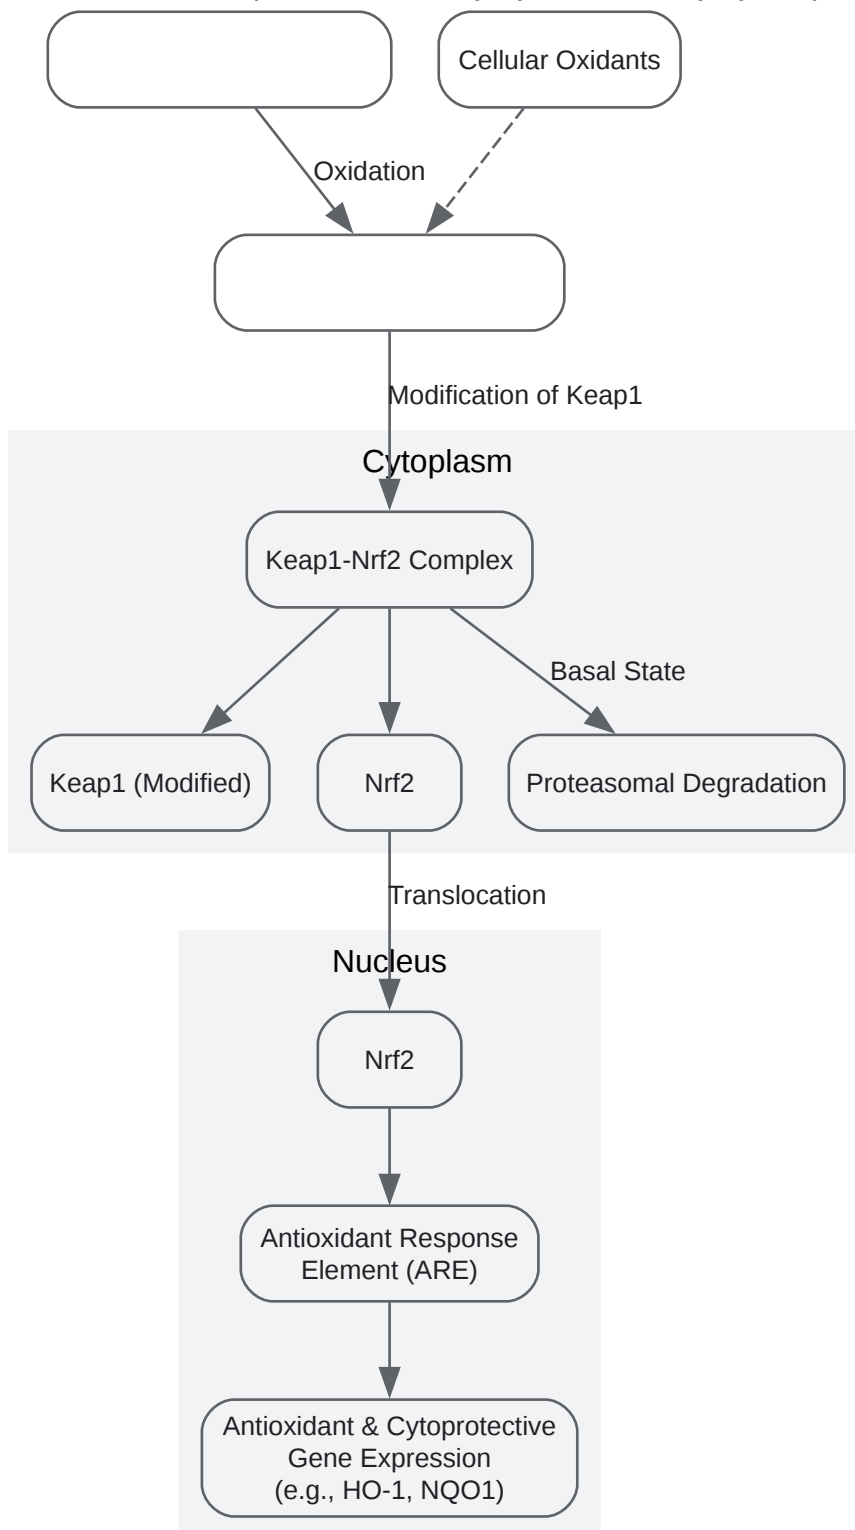 Cellular Oxidants
Oxidation
Modification of Keap1
Cytoplasm
Keap1-Nrf2 Complex
Basal State
Keap1 (Modified)
Nrf2
Proteasomal Degradation
Translocation
Nucleus
Nrf2
Antioxidant Response
Element (ARE)
Antioxidant & Cytoprotective
Gene Expression
(e.g., HO-1, NQO1)